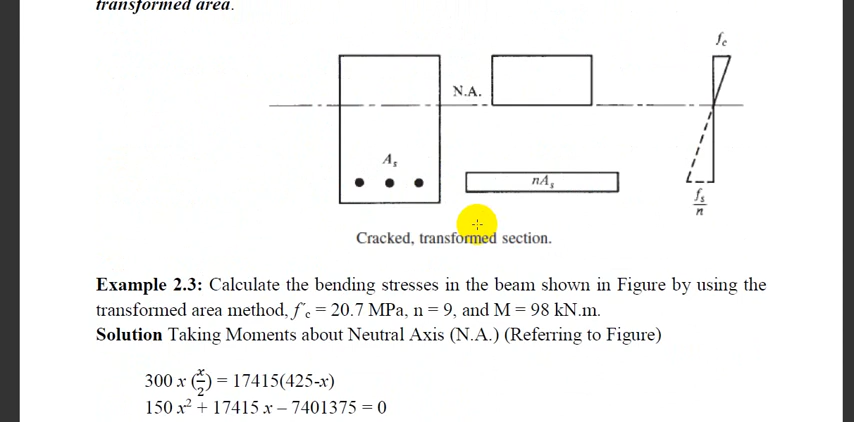 transformed area.
f_c
N.A.
A_s
nA_s
f_s/n
Cracked, transformed section.
Example 2.3: Calculate the bending stresses in the beam shown in Figure by using the
transformed area method, f'_c = 20.7 MPa, n = 9, and M = 98 kN.m.
Solution Taking Moments about Neutral Axis (N.A.) (Referring to Figure)
300 x (x/2) = 17415(425-x)
150 x² + 17415 x – 7401375 = 0